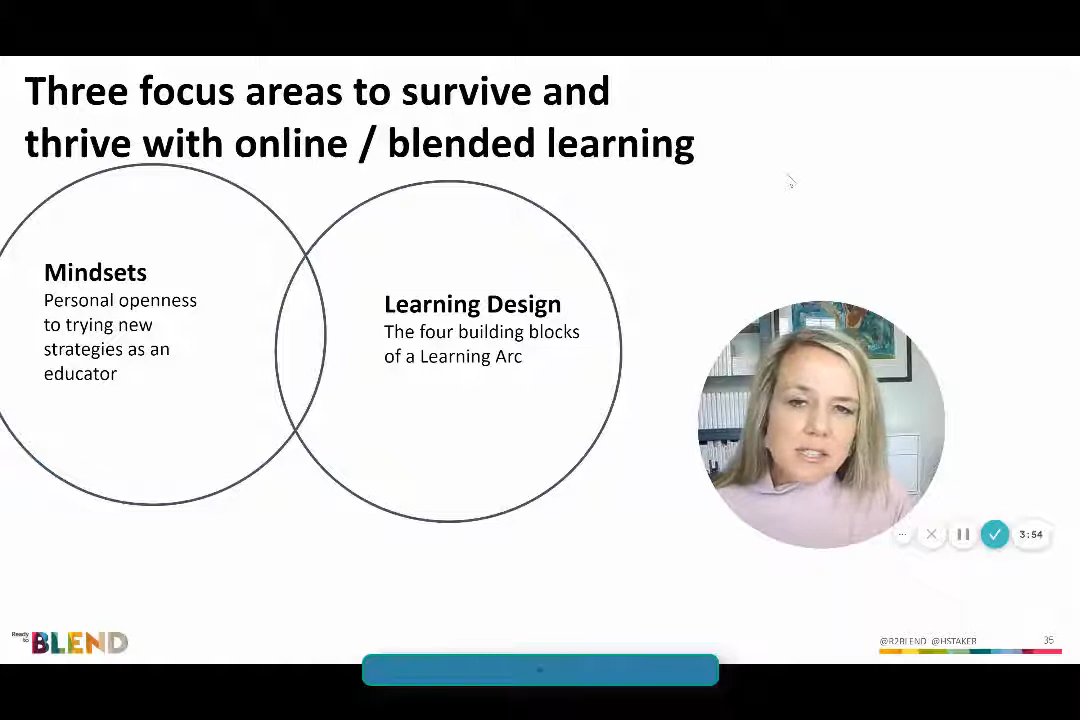 Three focus areas to survive and
thrive with online / blended learning
Mindsets
Personal openness
to trying new
strategies as an
educator
Learning Design
The four building blocks
of a Learning Arc
3:54
Ready
to
BLEND
@R2BLEND @HSTAKER
35